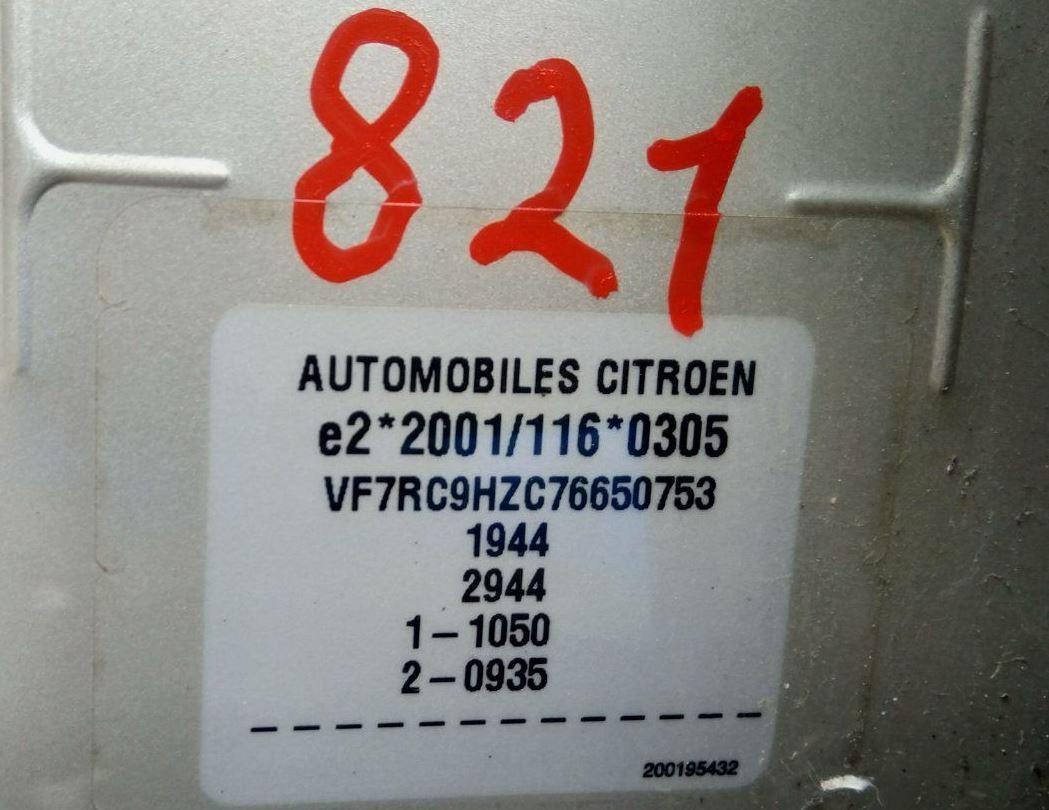 821
AUTOMOBILES CITROEN
e2*2001/116*0305
VF7RC9HZC76650753
1944
2944
1–1050
2–0935
– – – – – – – – – – – – –
200195432